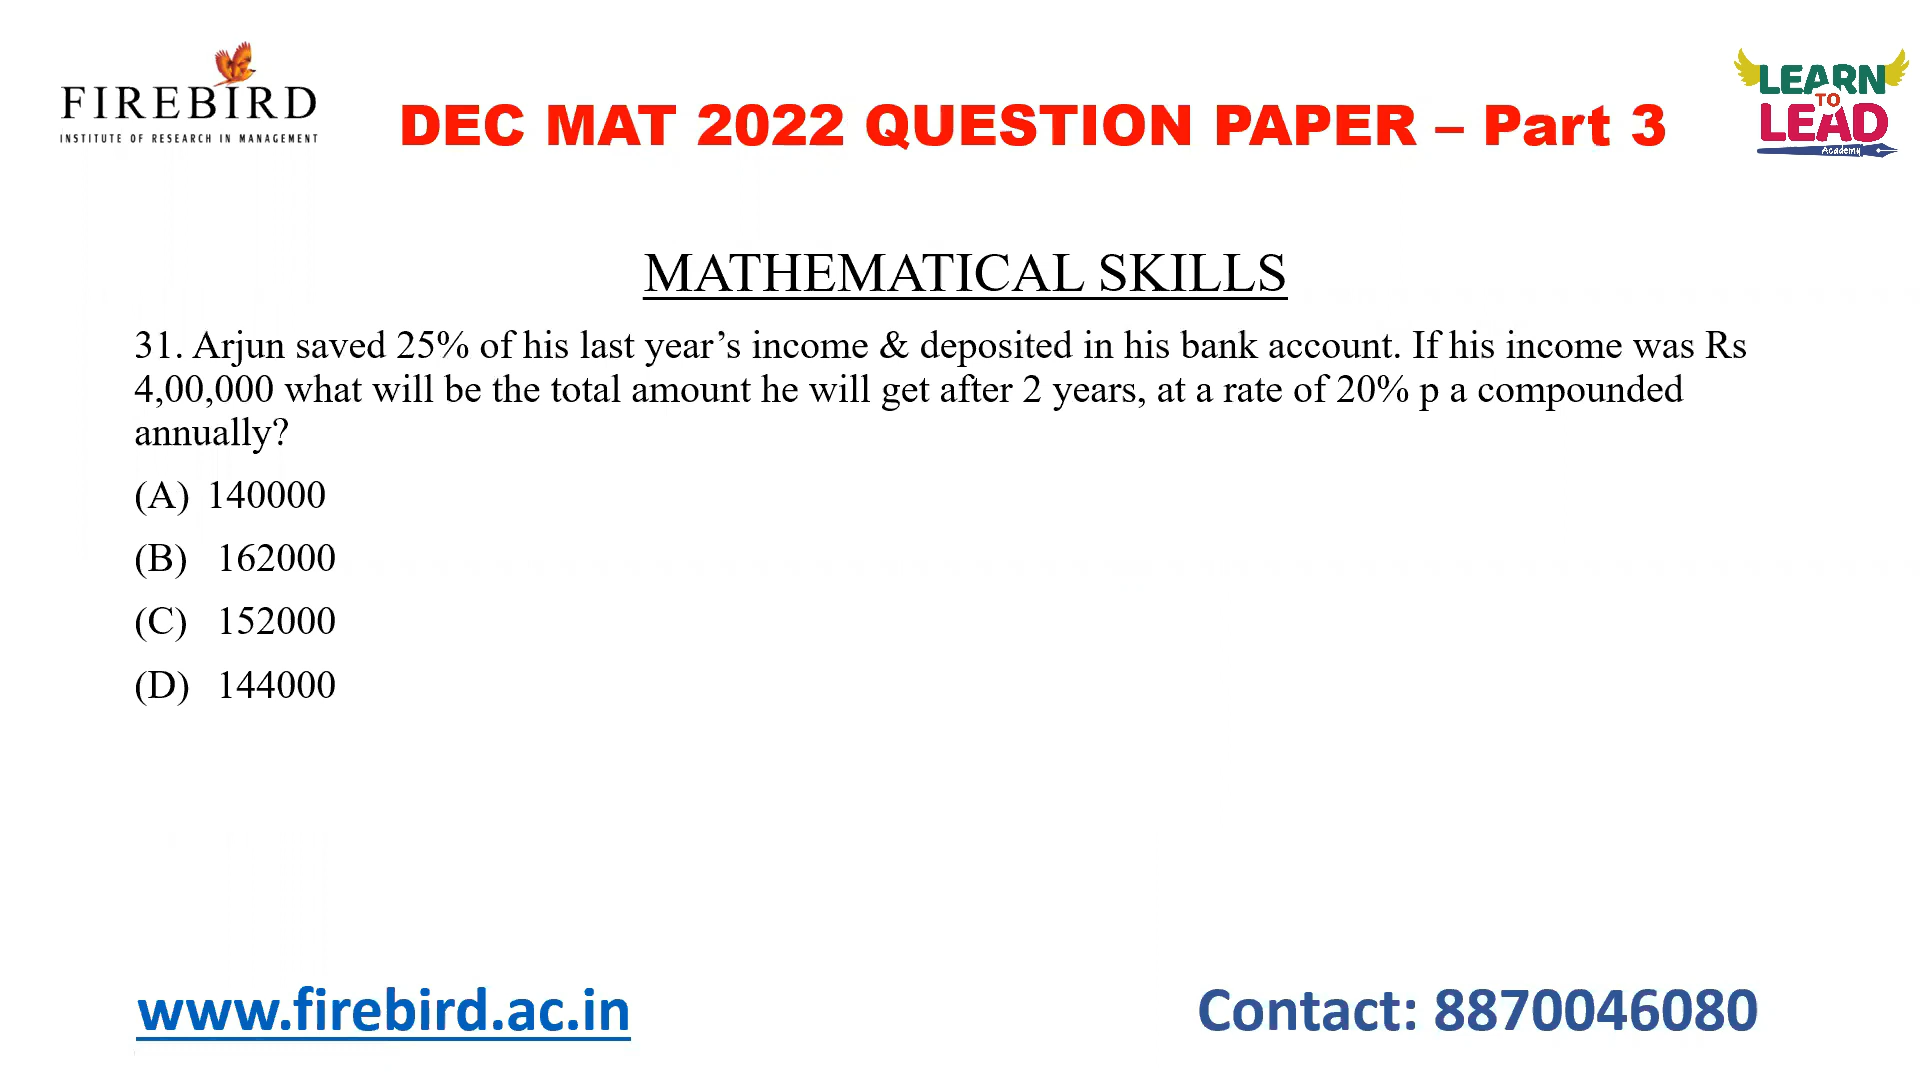 FIREBIRD
INSTITUTE OF RESEARCH IN MANAGEMENT
DEC MAT 2022 QUESTION PAPER – Part 3
LEARN
TO
LEAD
Academy
MATHEMATICAL SKILLS
31. Arjun saved 25% of his last year’s income & deposited in his bank account. If his income was Rs
4,00,000 what will be the total amount he will get after 2 years, at a rate of 20% p a compounded
annually?
(A) 140000
(B) 162000
(C) 152000
(D) 144000
www.firebird.ac.in
Contact: 8870046080